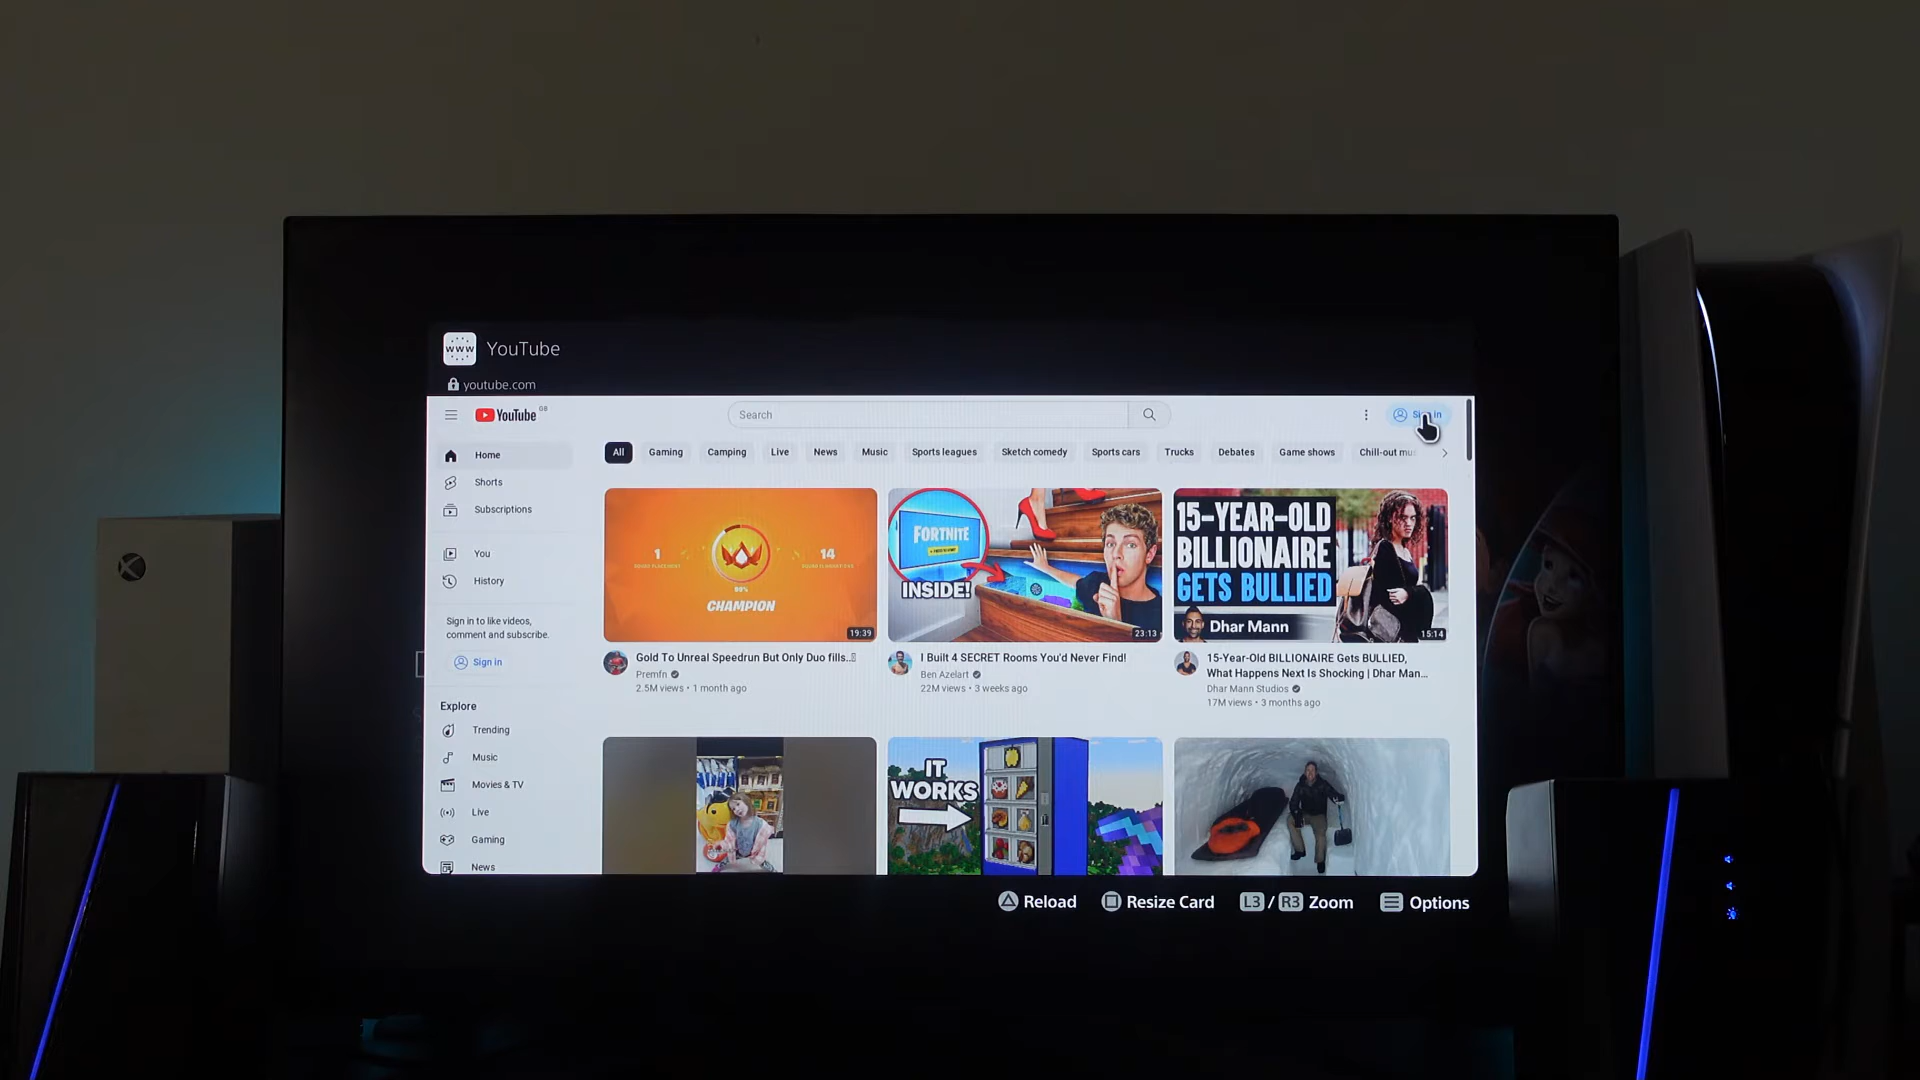 www
YouTube
youtube.com
YouTube GB
Search
Sign in
Home
All
Gaming
Camping
Live
News
Music
Sports leagues
Sketch comedy
Sports cars
Trucks
Debates
Game shows
Chill-out mu
Shorts
Subscriptions
You
History
Sign in to like videos,
comment and subscribe.
Sign in
Explore
Trending
Music
Movies & TV
Live
Gaming
News
1
14
CHAMPION
19:39
Gold To Unreal Speedrun But Only Duo fills..
Premfn
2.5M views • 1 month ago
FORTNITE
INSIDE!
23:13
I Built 4 SECRET Rooms You'd Never Find!
Ben Azelart
22M views • 3 weeks ago
15-YEAR-OLD
BILLIONAIRE
GETS BULLIED
Dhar Mann
15:14
15-Year-Old BILLIONAIRE Gets BULLIED,
What Happens Next Is Shocking | Dhar Man...
Dhar Mann Studios
17M views • 3 months ago
IT
WORKS
Reload
Resize Card
L3 / R3 Zoom
Options